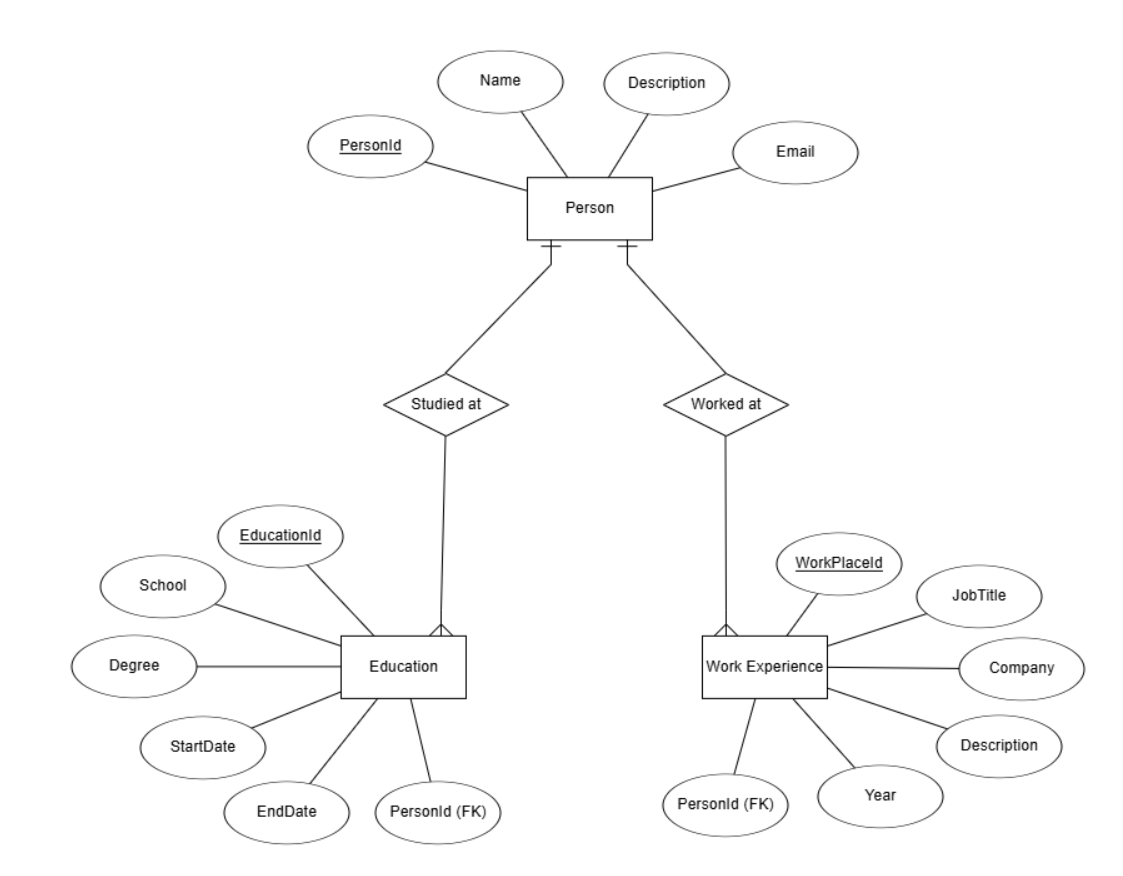 Name
Description
PersonId
Email
Person
Studied at
Worked at
EducationId
WorkPlaceId
School
JobTitle
Degree
Education
Work Experience
Company
StartDate
Description
EndDate
PersonId (FK)
PersonId (FK)
Year